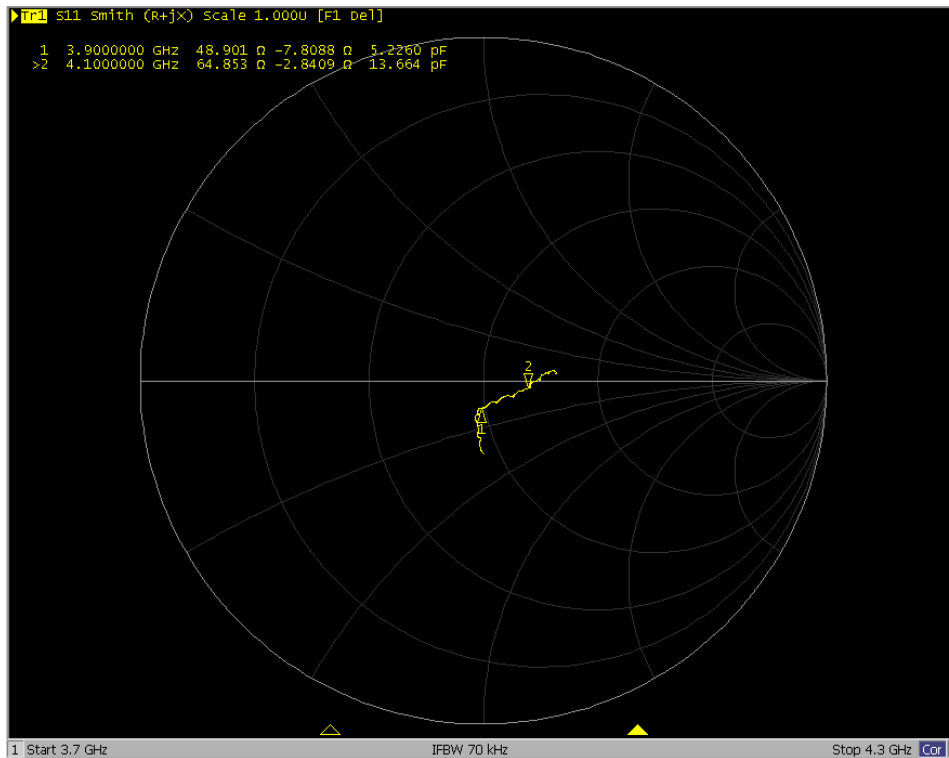 Tr1 S11 Smith (R+jX) Scale 1.000U [F1 Del]
1 3.9000000 GHz 48.901 Ω -7.8088 Ω 5.2260 pF
>2 4.1000000 GHz 64.853 Ω -2.8409 Ω 13.664 pF
2
1
1 Start 3.7 GHz IFBW 70 kHz Stop 4.3 GHz Cor